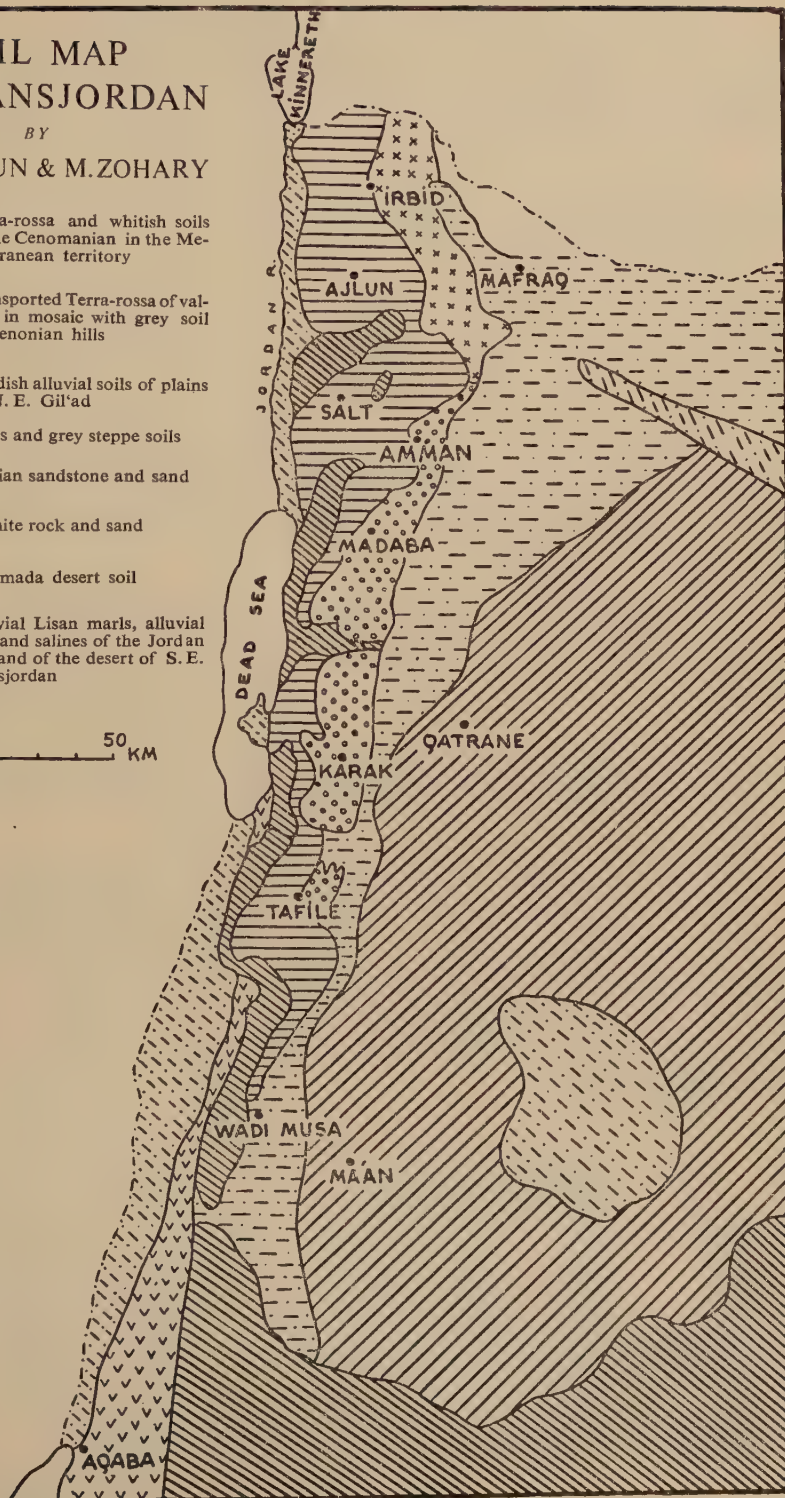 IL MAP
ANSJORDAN
BY
UN & M. ZOHARY
a-rossa and whitish soils
e Cenomanian in the Me-
ranean territory
nsported Terra-rossa of val-
in mosaic with grey soil
enonian hills
dish alluvial soils of plains
. E. Gil'ad
s and grey steppe soils
ian sandstone and sand
nite rock and sand
mada desert soil
vial Lisan marls, alluvial
and salines of the Jordan
and of the desert of S. E.
sjordan
50 KM
LAKE
KINNERETH
IRBID
AJLUN
MAFRAQ
JORDAN R.
SALT
AMMAN
MADABA
DEAD SEA
QATRANE
KARAK
TAFILE
WADI MUSA
MAAN
AQABA